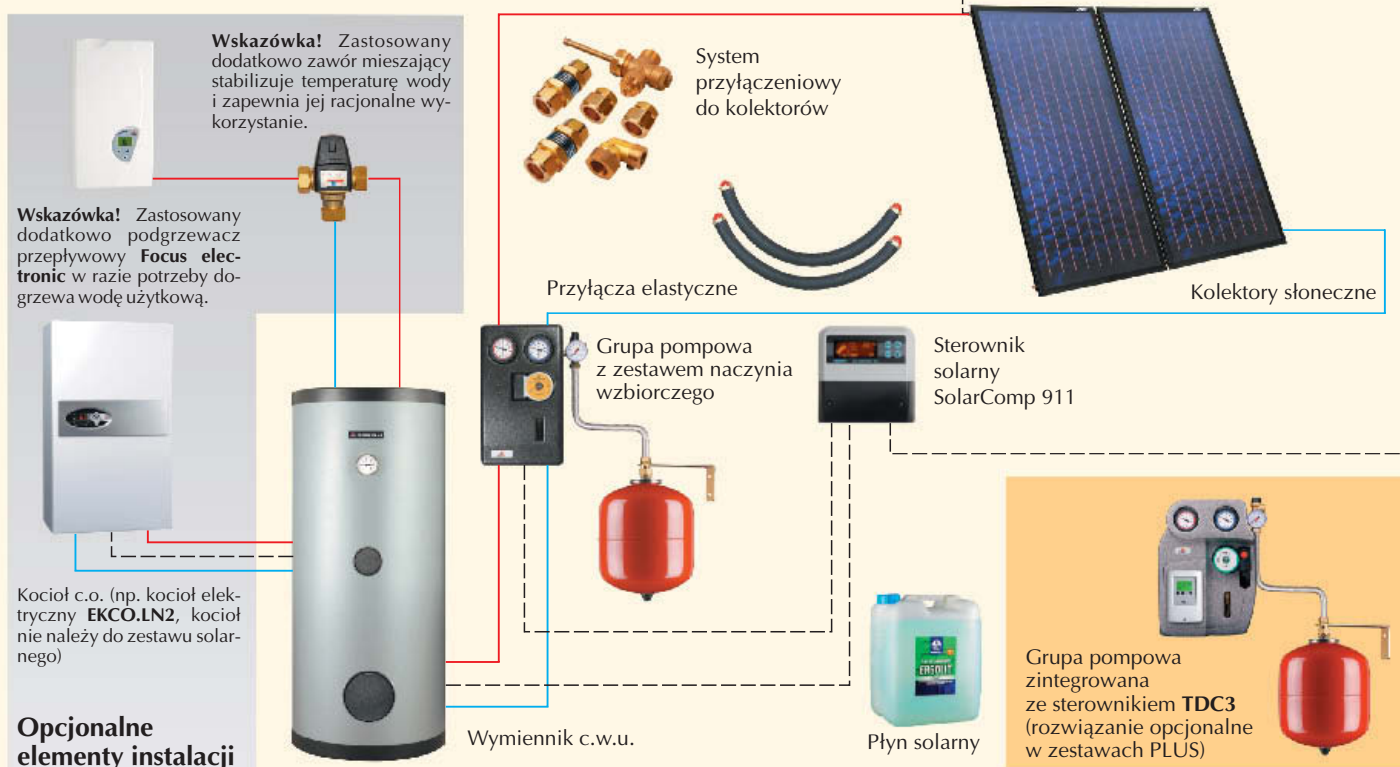 Wskazówka! Zastosowany
dodatkowo zawór mieszający
stabilizuje temperaturę wody
i zapewnia jej racjonalne wy-
korzystanie.
Wskazówka! Zastosowany
dodatkowo podgrzewacz
przepływowy Focus elec-
tronic w razie potrzeby do-
grzewa wodę użytkową.
Kocioł c.o. (np. kocioł elek-
tryczny EKCO.LN2, kocioł
nie należy do zestawu solar-
nego)
Opcjonalne
elementy instalacji
System
przyłączeniowy
do kolektorów
Przyłącza elastyczne
Kolektory słoneczne
Grupa pompowa
z zestawem naczynia
wzbiorczego
Sterownik
solarny
SolarComp 911
Wymiennik c.w.u.
ERGOLIT
Płyn solarny
Grupa pompowa
zintegrowana
ze sterownikiem TDC3
(rozwiązanie opcjonalne
w zestawach PLUS)